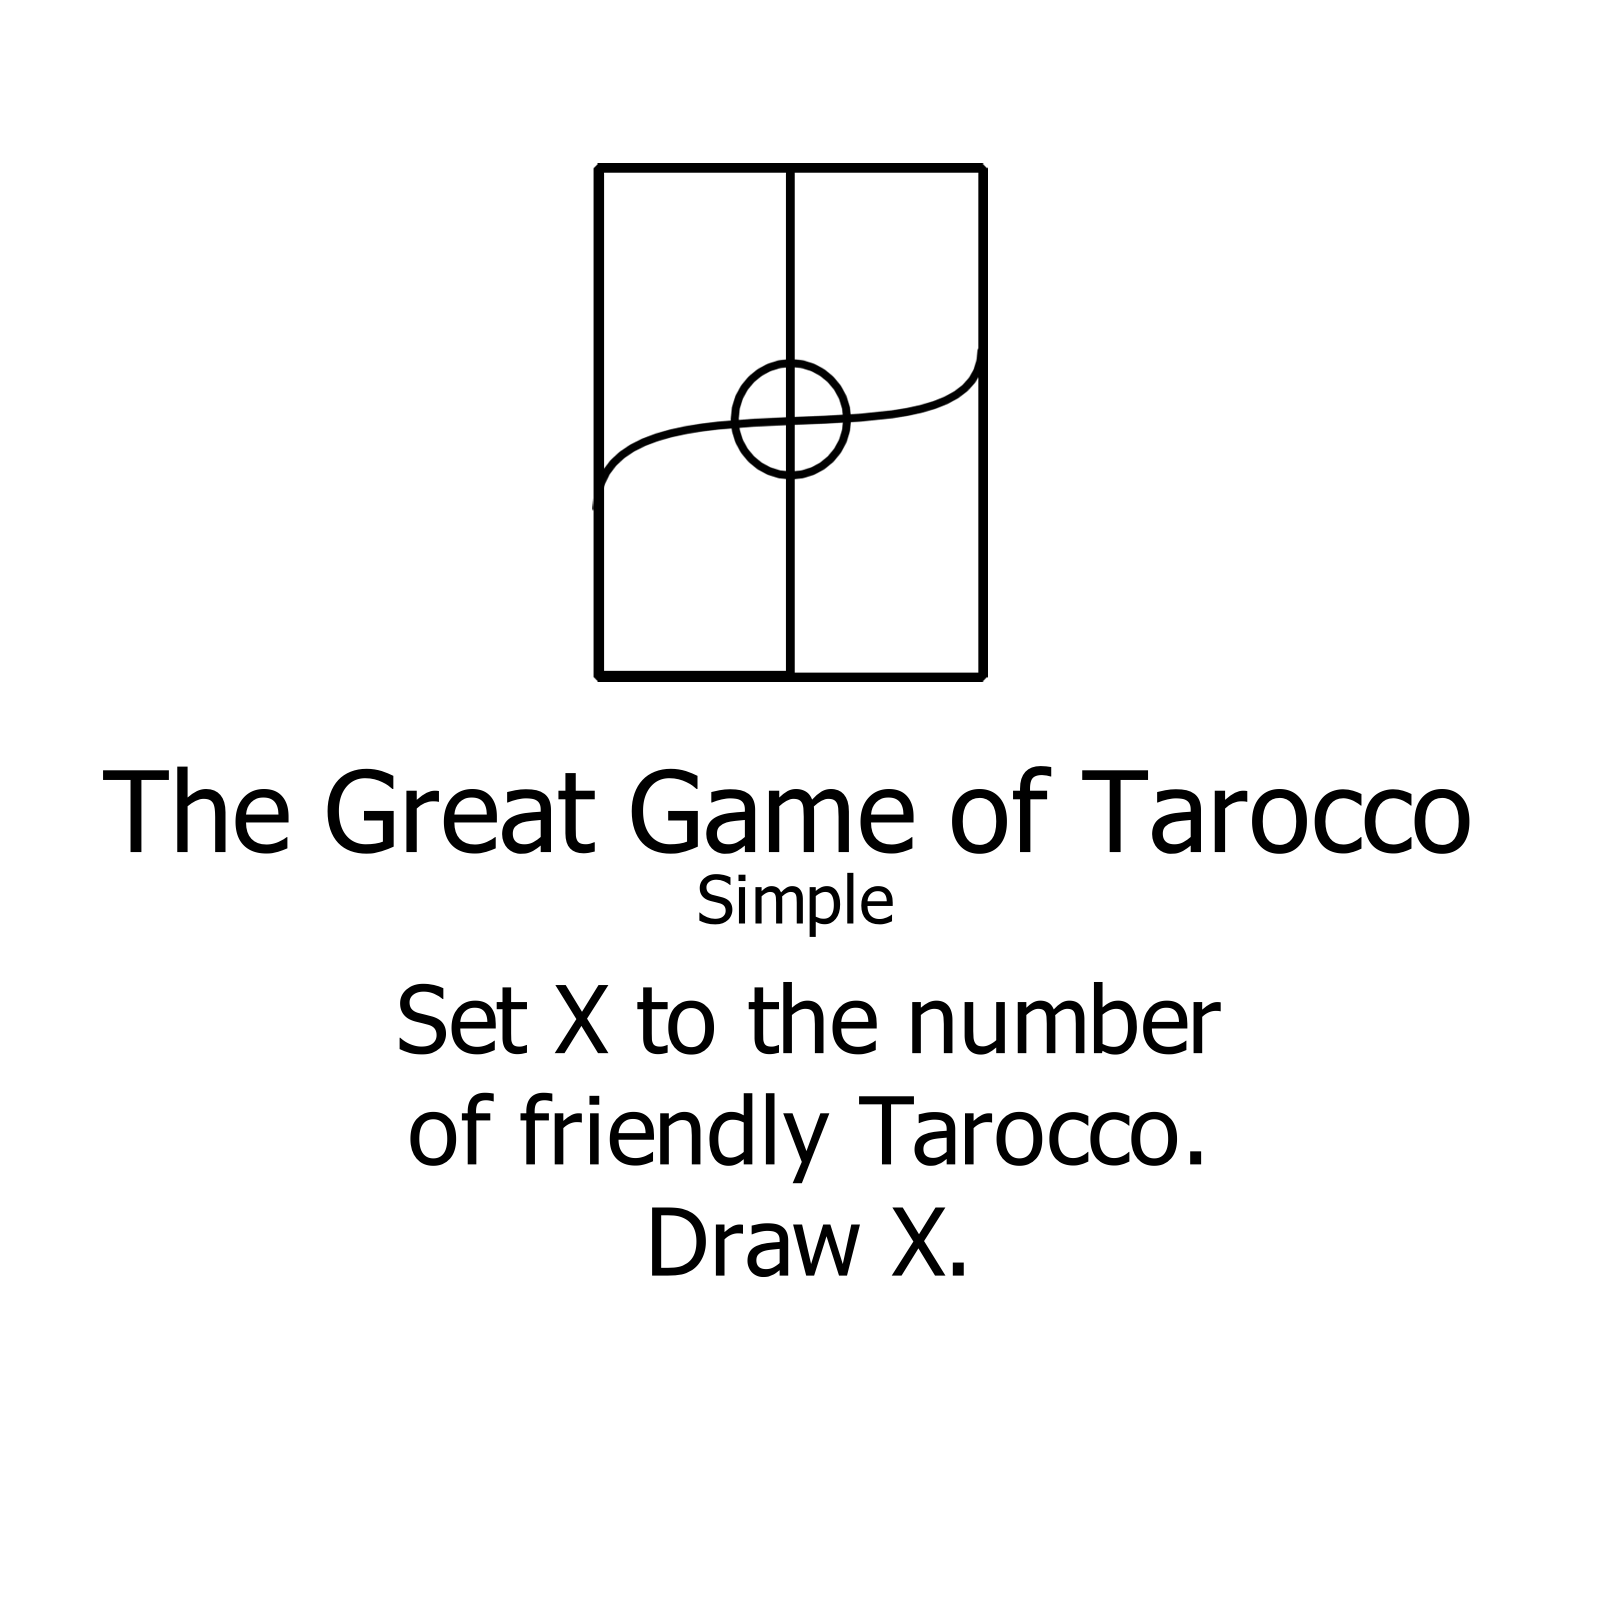 The Great Game of Tarocco
Simple
Set X to the number
of friendly Tarocco.
Draw X.